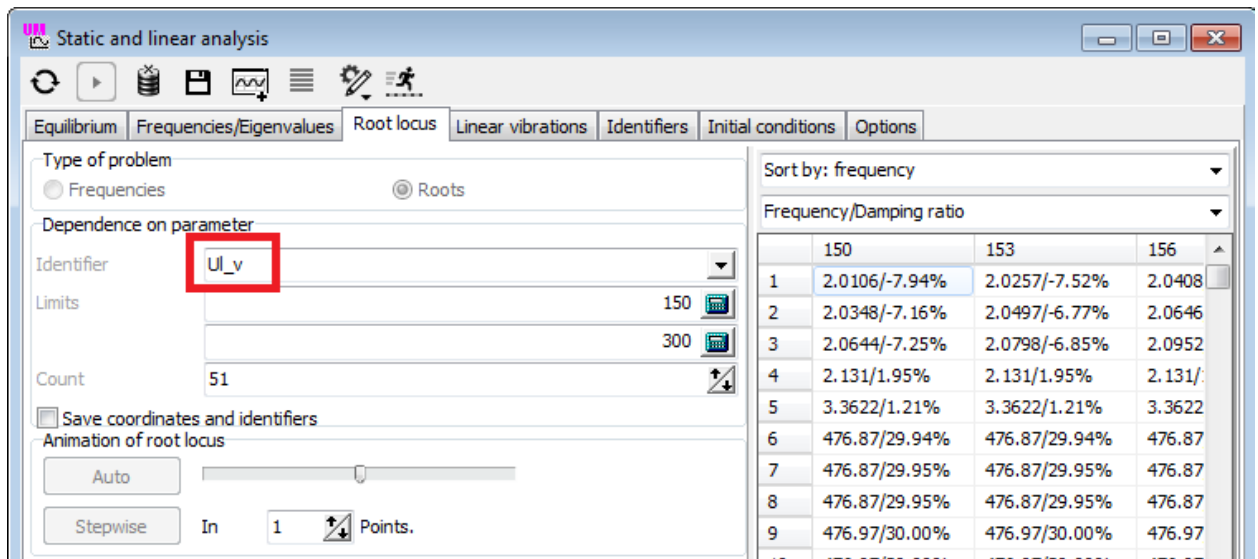 UM
Static and linear analysis
Equilibrium Frequencies/Eigenvalues Root locus Linear vibrations Identifiers Initial conditions Options
Type of problem
Frequencies Roots
Dependence on parameter
Identifier Ul_v
Limits 150
300
Count 51
Save coordinates and identifiers
Animation of root locus
Auto
Stepwise In 1 Points.
Sort by: frequency
Frequency/Damping ratio
150 153 156
1 2.0106/-7.94% 2.0257/-7.52% 2.0408
2 2.0348/-7.16% 2.0497/-6.77% 2.0646
3 2.0644/-7.25% 2.0798/-6.85% 2.0952
4 2.131/1.95% 2.131/1.95% 2.131/
5 3.3622/1.21% 3.3622/1.21% 3.3622
6 476.87/29.94% 476.87/29.94% 476.87
7 476.87/29.95% 476.87/29.95% 476.87
8 476.87/29.95% 476.87/29.95% 476.87
9 476.97/30.00% 476.97/30.00% 476.97